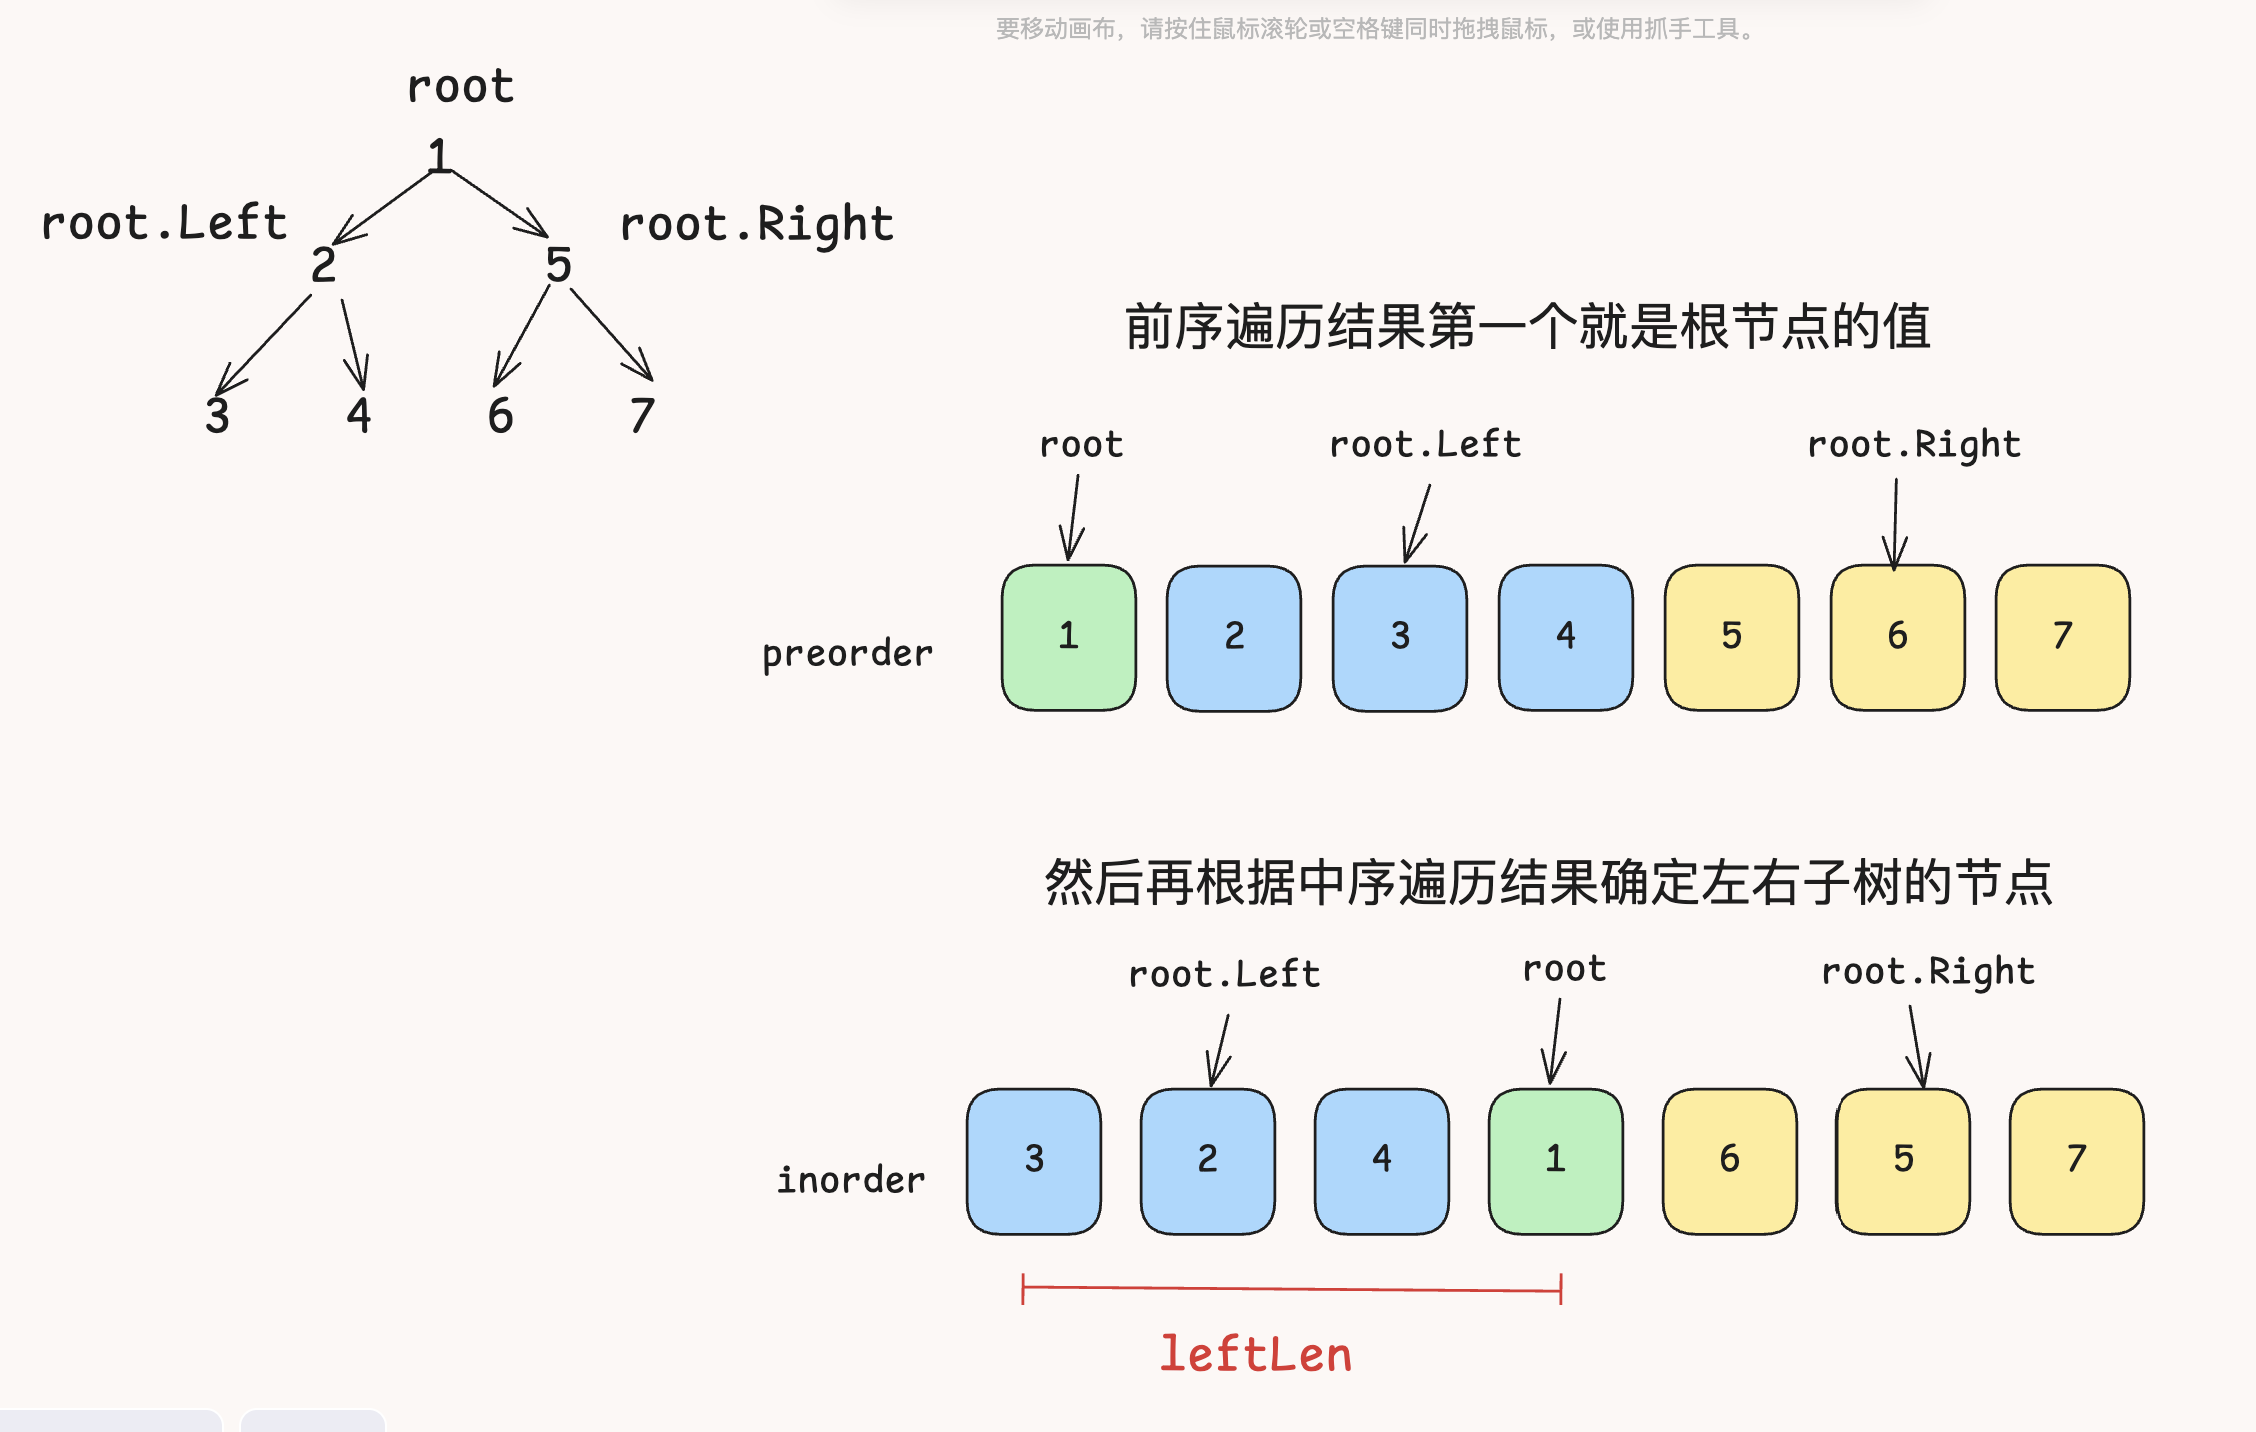 要移动画布，请按住鼠标滚轮或空格键同时拖拽鼠标，或使用抓手工具。
root
1
root.Left
root.Right
2
5
3
4
6
7
前序遍历结果第一个就是根节点的值
root
root.Left
root.Right
preorder
1
2
3
4
5
6
7
然后再根据中序遍历结果确定左右子树的节点
root.Left
root
root.Right
inorder
3
2
4
1
6
5
7
leftLen